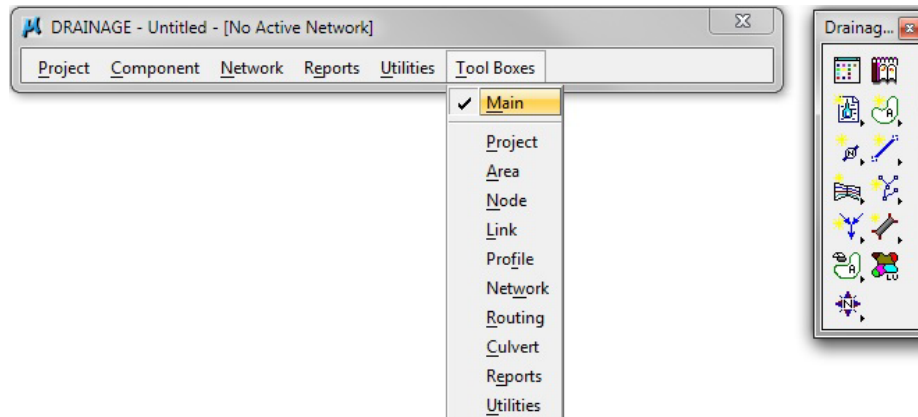 DRAINAGE - Untitled - [No Active Network]
Project Component Network Reports Utilities Tool Boxes
Main
Project
Area
Node
Link
Profile
Network
Routing
Culvert
Reports
Utilities
Drainag...
A
N
A
LU
N